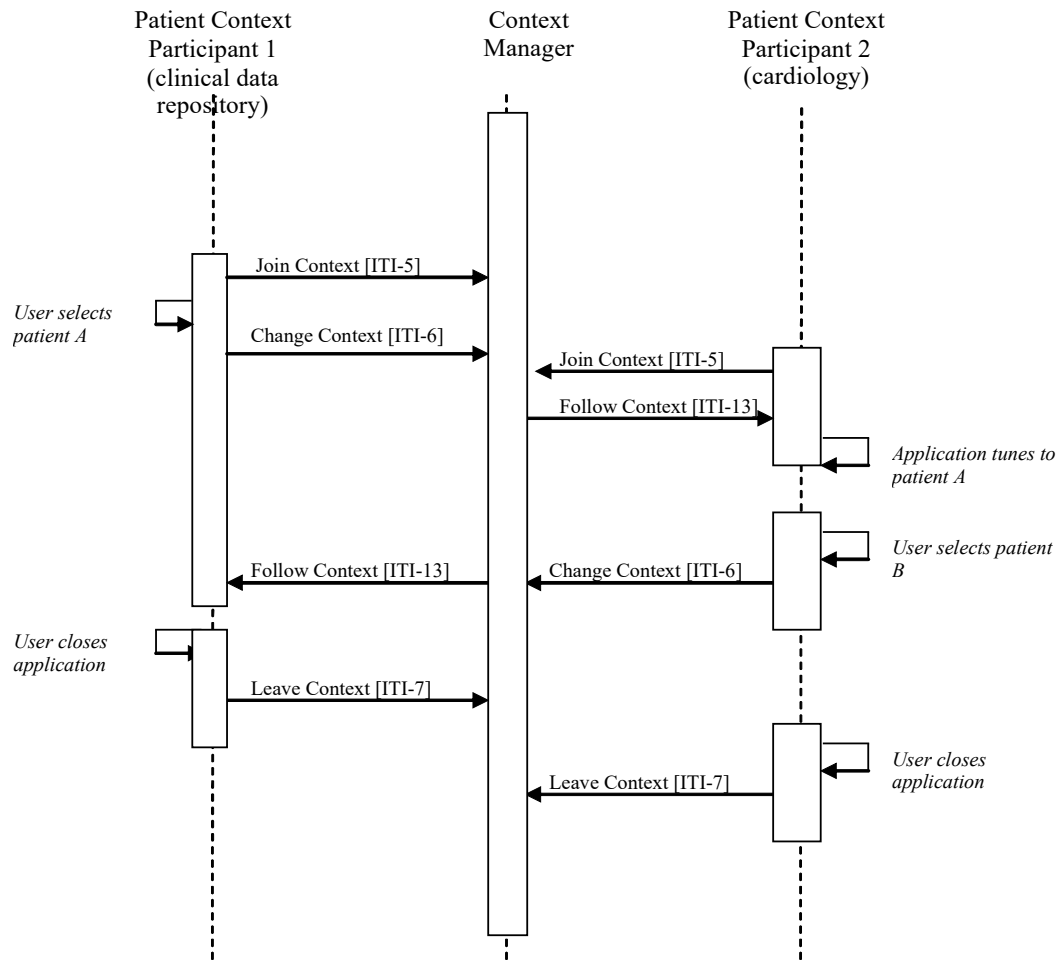 Patient Context
Participant 1
(clinical data
repository)
Context
Manager
Patient Context
Participant 2
(cardiology)
Join Context [ITI-5]
User selects
patient A
Change Context [ITI-6]
Join Context [ITI-5]
Follow Context [ITI-13]
Application tunes to
patient A
User selects patient
B
Follow Context [ITI-13]
Change Context [ITI-6]
User closes
application
Leave Context [ITI-7]
User closes
application
Leave Context [ITI-7]